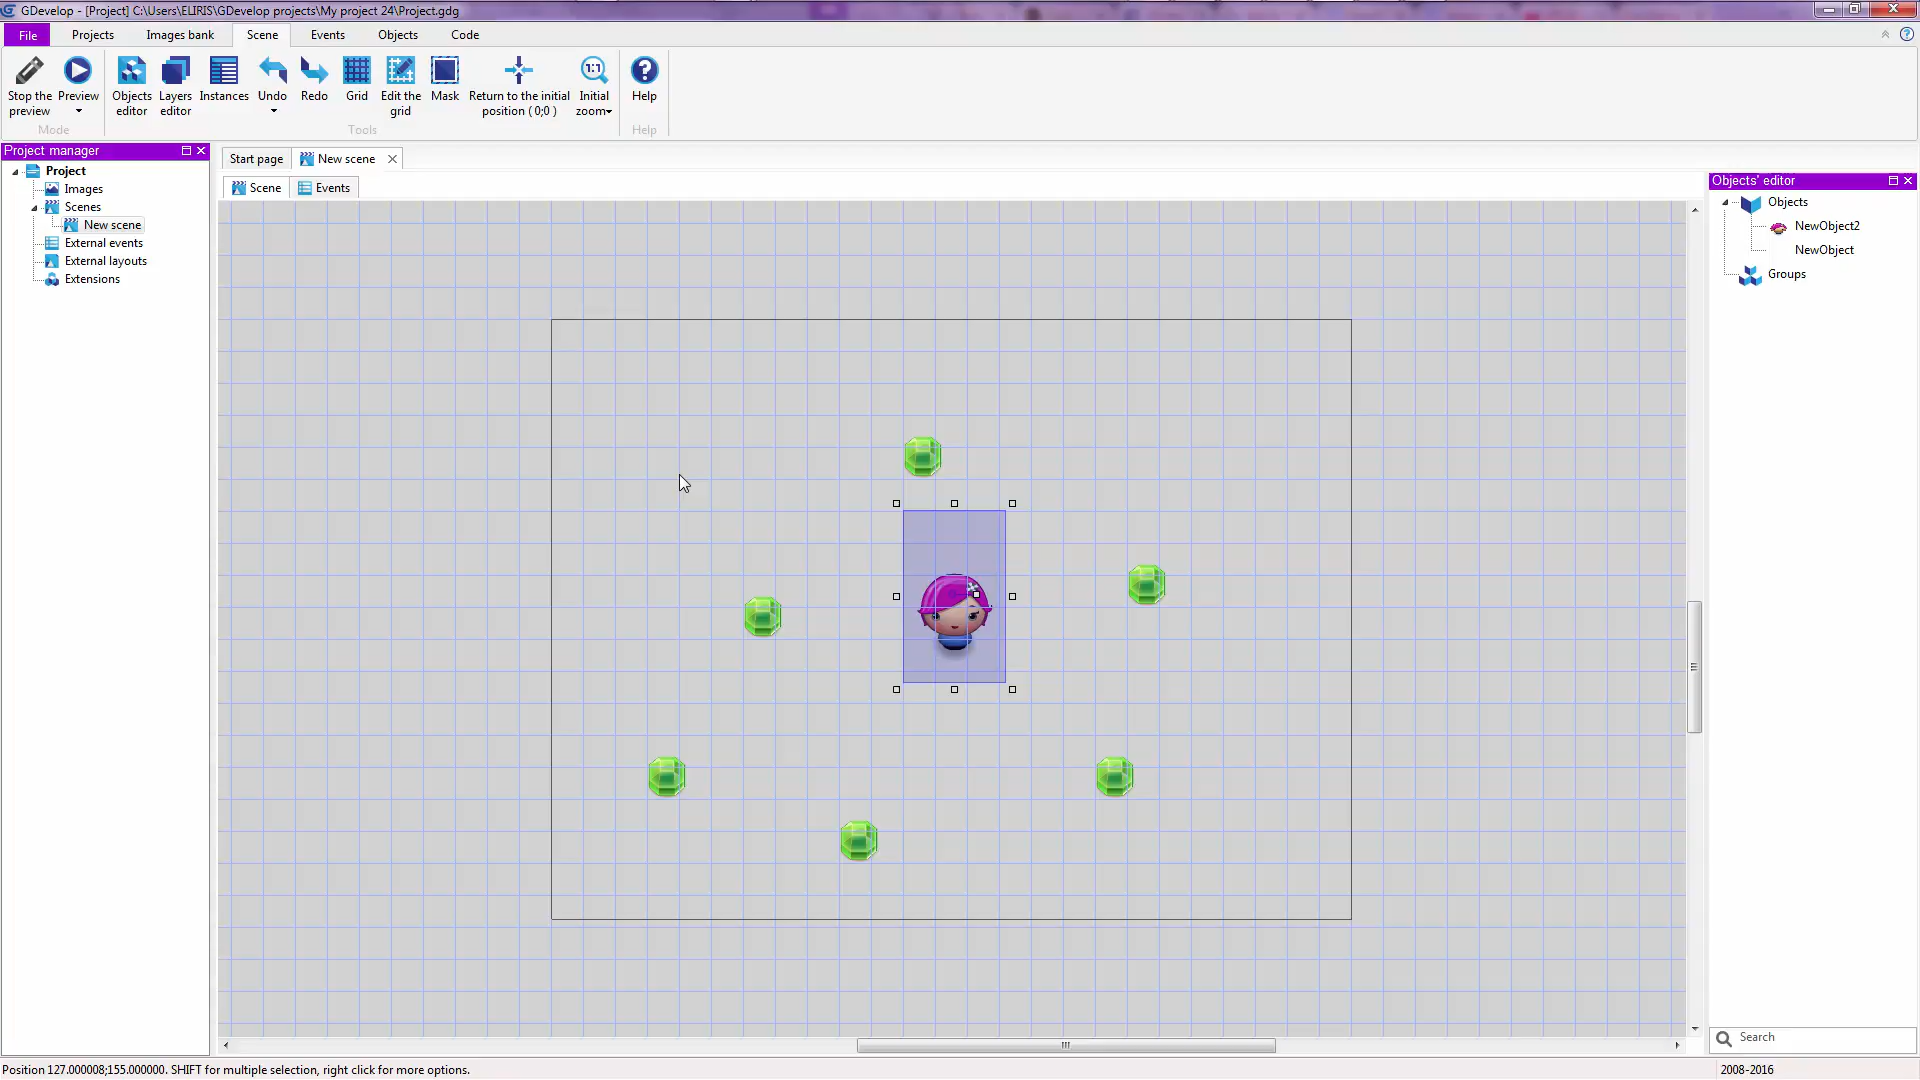 GDevelop - [Project] C:\Users\ELIRIS\GDevelop projects\My project 24\Project.gdg
File Projects Images bank Scene Events Objects Code
Stop the preview
Preview
Objects editor
Layers editor
Instances
Undo
Redo
Grid
Edit the grid
Mask
Return to the initial position ( 0;0 )
Initial zoom
Help
Mode
Tools
Help
Project manager
Project
Images
Scenes
New scene
External events
External layouts
Extensions
Start page
New scene
Scene
Events
Objects' editor
Objects
NewObject2
NewObject
Groups
Search
Position 127.000008;155.000000. SHIFT for multiple selection, right click for more options.
2008-2016